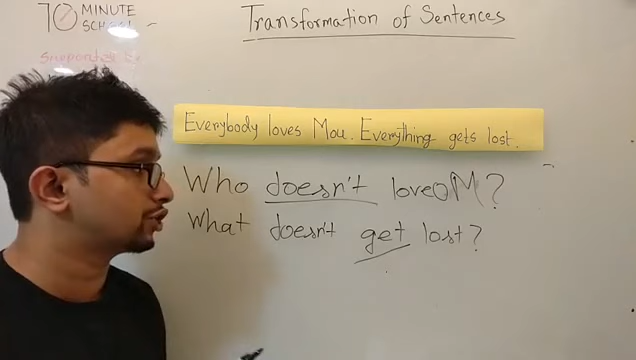 10 MINUTE
SCHOOL
Transformation of Sentences
Everybody loves Mou. Everything gets lost.
Who doesn't love OM?
What doesn't get lost?